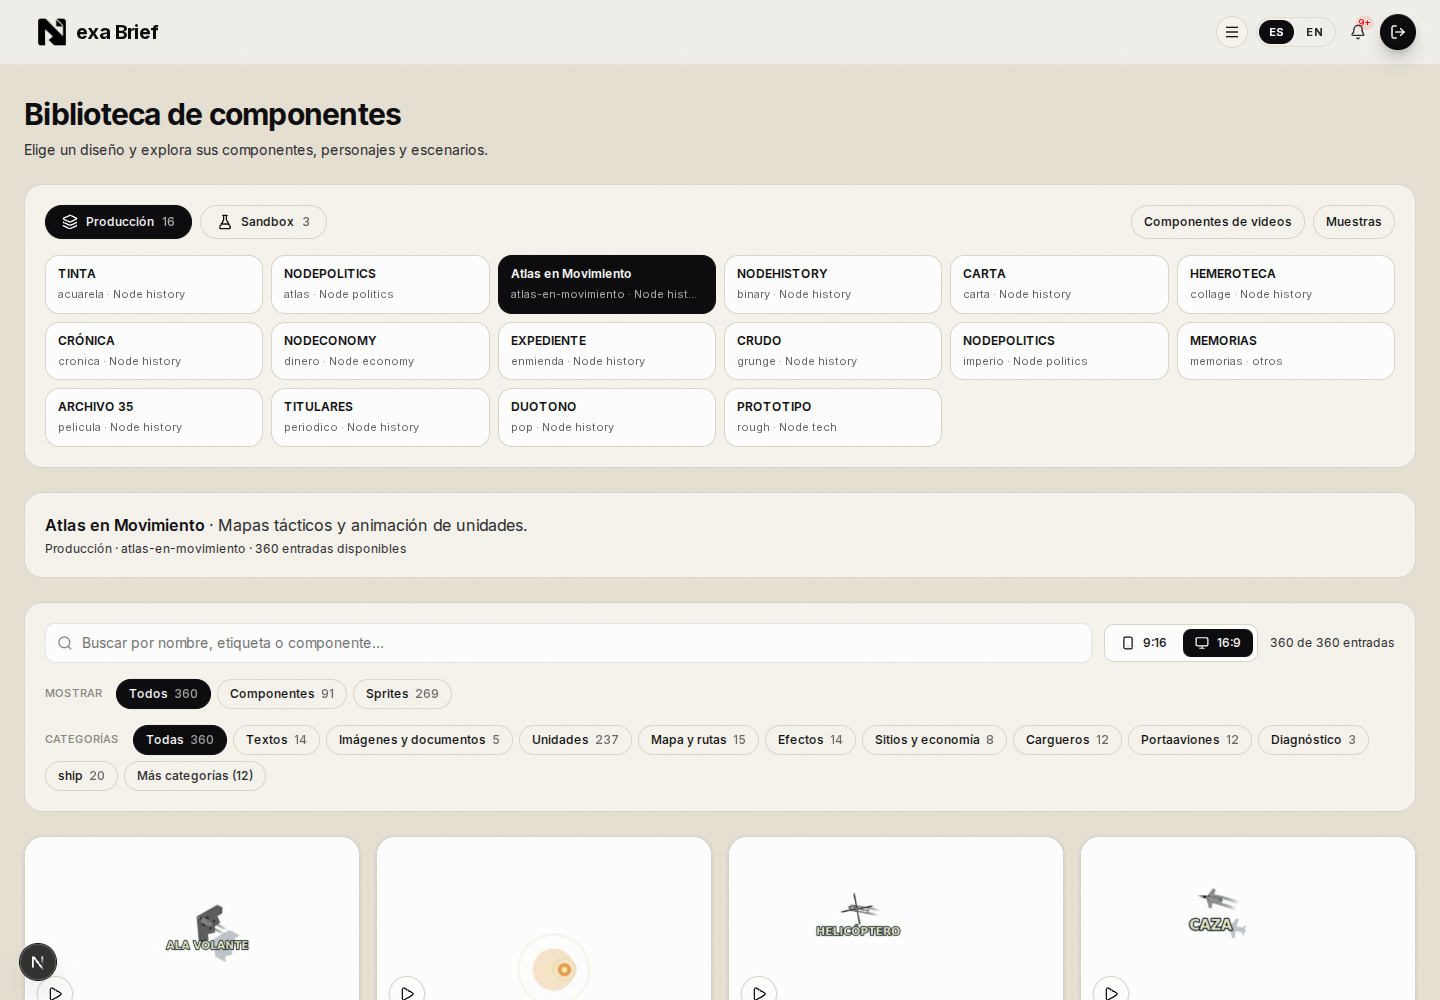 exa Brief
ES EN 9+
Biblioteca de componentes
Elige un diseño y explora sus componentes, personajes y escenarios.
Producción 16 Sandbox 3 Componentes de videos Muestras
TINTA
acuarela · Node history
NODEPOLITICS
atlas · Node politics
Atlas en Movimiento
atlas-en-movimiento · Node hist...
NODEHISTORY
binary · Node history
CARTA
carta · Node history
HEMEROTECA
collage · Node history
CRÓNICA
cronica · Node history
NODECONOMY
dinero · Node economy
EXPEDIENTE
enmienda · Node history
CRUDO
grunge · Node history
NODEPOLITICS
imperio · Node politics
MEMORIAS
memorias · otros
ARCHIVO 35
pelicula · Node history
TITULARES
periodico · Node history
DUOTONO
pop · Node history
PROTOTIPO
rough · Node tech
Atlas en Movimiento · Mapas tácticos y animación de unidades.
Producción · atlas-en-movimiento · 360 entradas disponibles
Buscar por nombre, etiqueta o componente... 9:16 16:9 360 de 360 entradas
MOSTRAR Todos 360 Componentes 91 Sprites 269
CATEGORÍAS Todas 360 Textos 14 Imágenes y documentos 5 Unidades 237 Mapa y rutas 15 Efectos 14 Sitios y economía 8 Cargueros 12 Portaaviones 12 Diagnóstico 3
ship 20 Más categorías (12)
ALA VOLANTE
HELICÓPTERO
CAZA